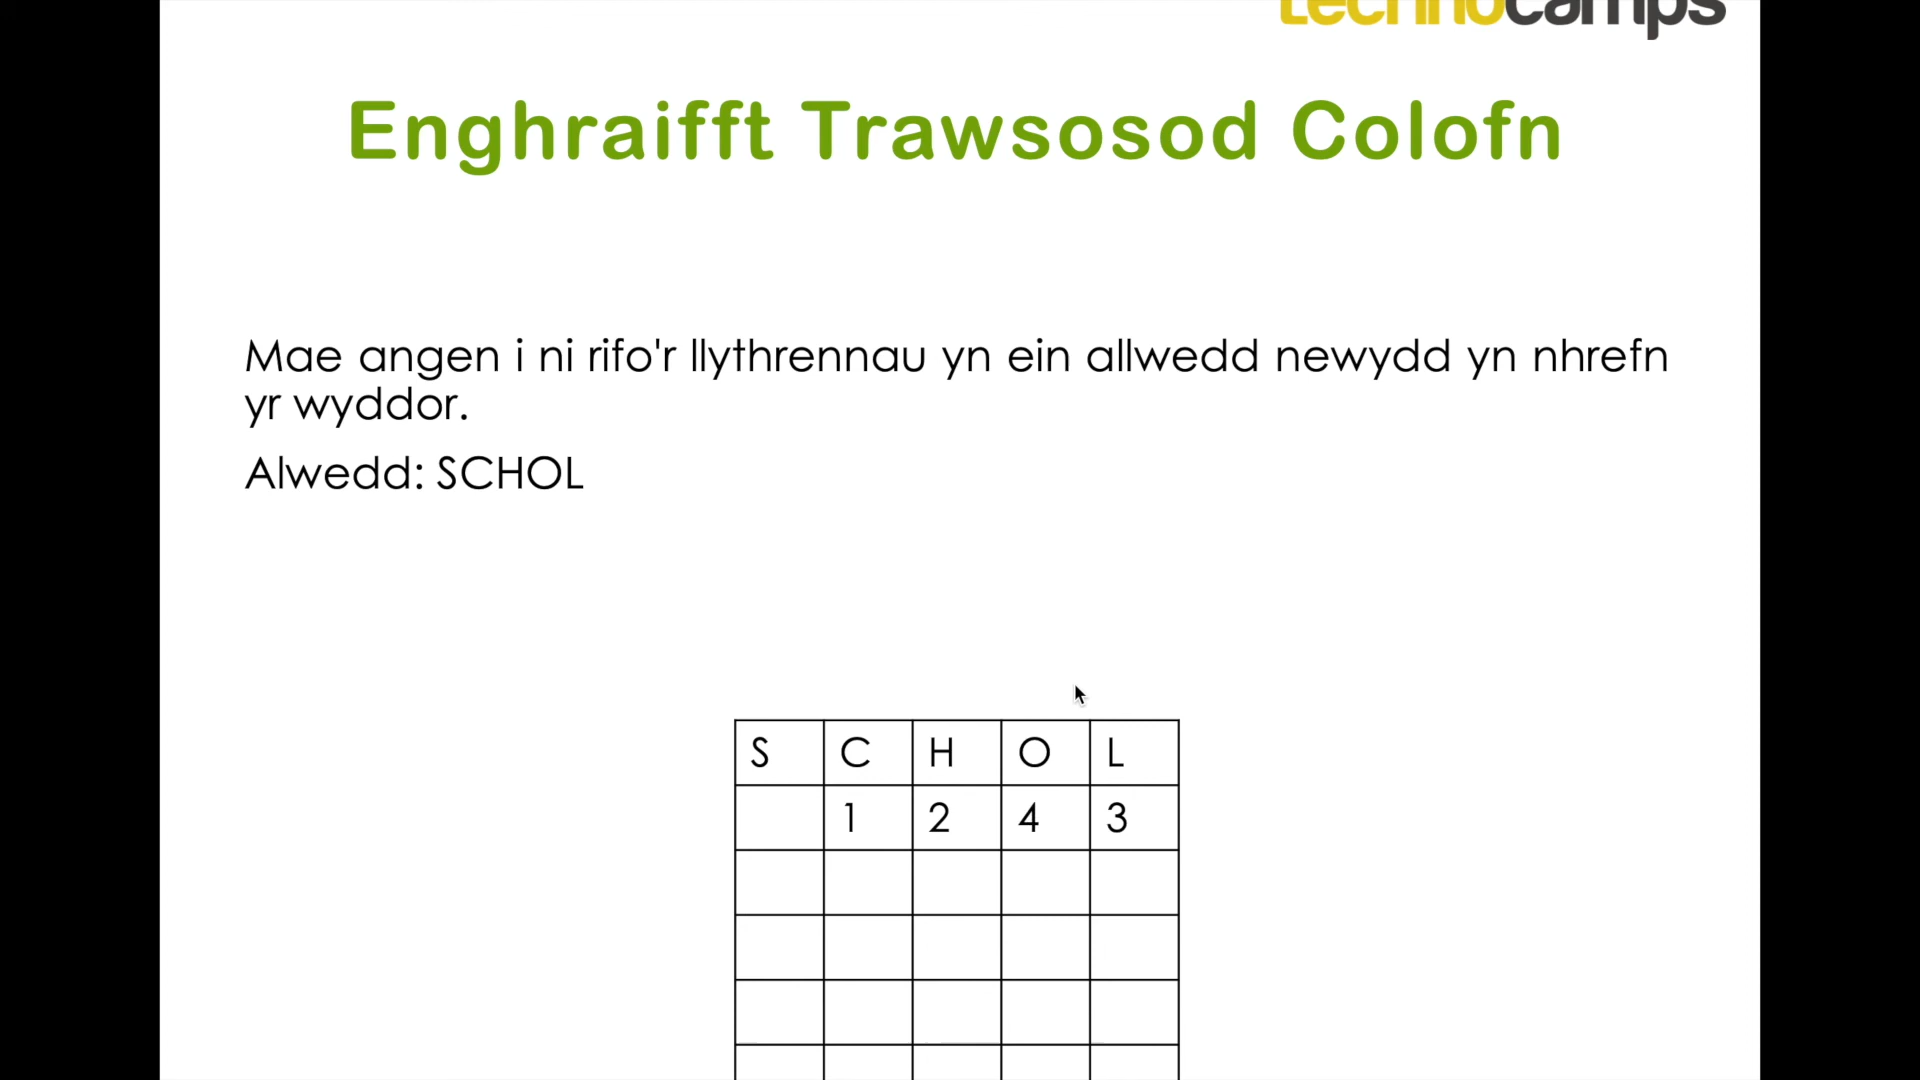 technocamps
Enghraifft Trawsosod Colofn
Mae angen i ni rifo'r llythrennau yn ein allwedd newydd yn nhrefn
yr wyddor.
Alwedd: SCHOL
S C H O L
1 2 4 3